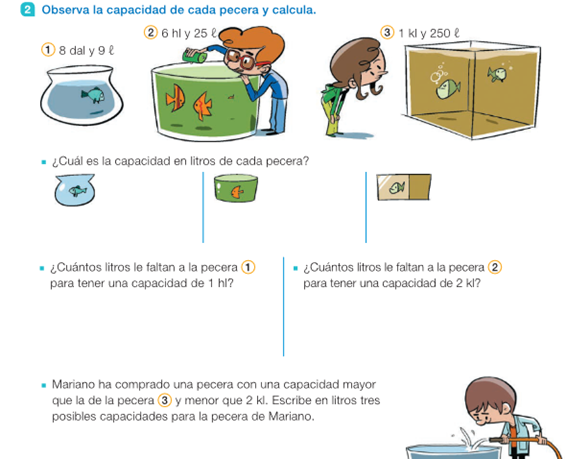 2 Observa la capacidad de cada pecera y calcula.
1 8 dal y 9 ℓ
2 6 hl y 25 ℓ
3 1 kl y 250 ℓ
¿Cuál es la capacidad en litros de cada pecera?
¿Cuántos litros le faltan a la pecera 1
para tener una capacidad de 1 hl?
¿Cuántos litros le faltan a la pecera 2
para tener una capacidad de 2 kl?
Mariano ha comprado una pecera con una capacidad mayor
que la de la pecera 3 y menor que 2 kl. Escribe en litros tres
posibles capacidades para la pecera de Mariano.